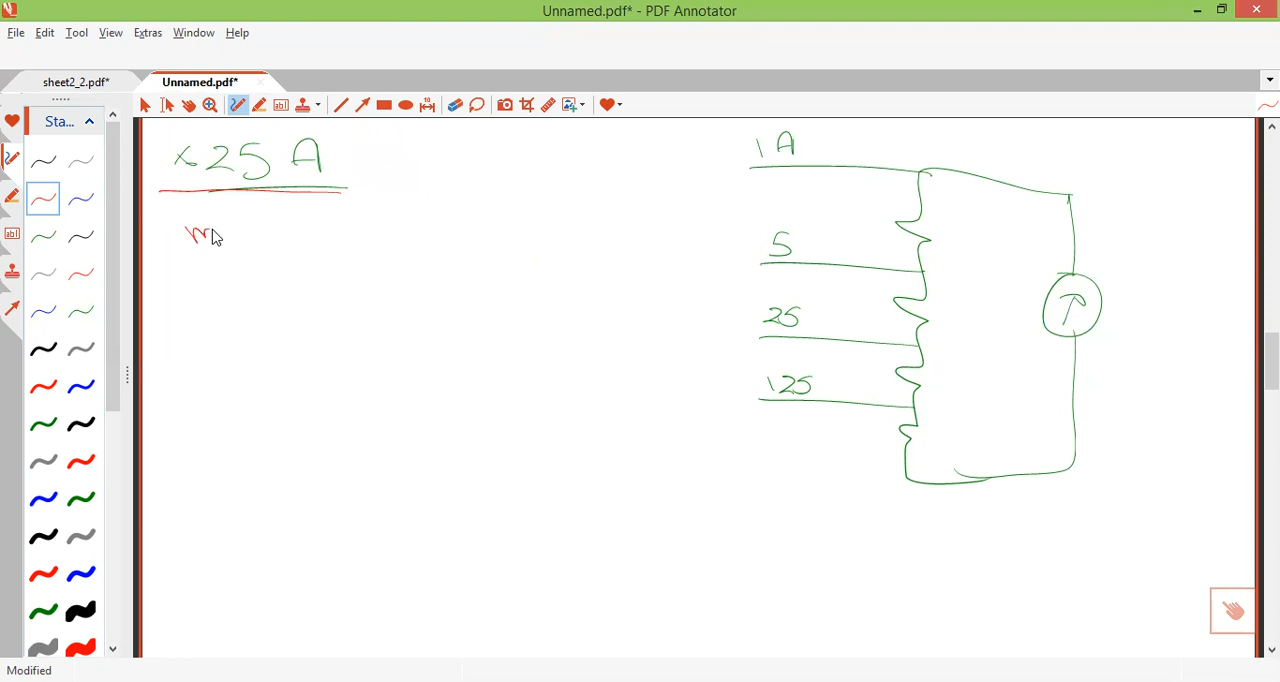 Unnamed.pdf* - PDF Annotator
File Edit Tool View Extras Window Help
sheet2_2.pdf* Unnamed.pdf*
Sta...
×25 A
m
1A
5
25
125
Modified